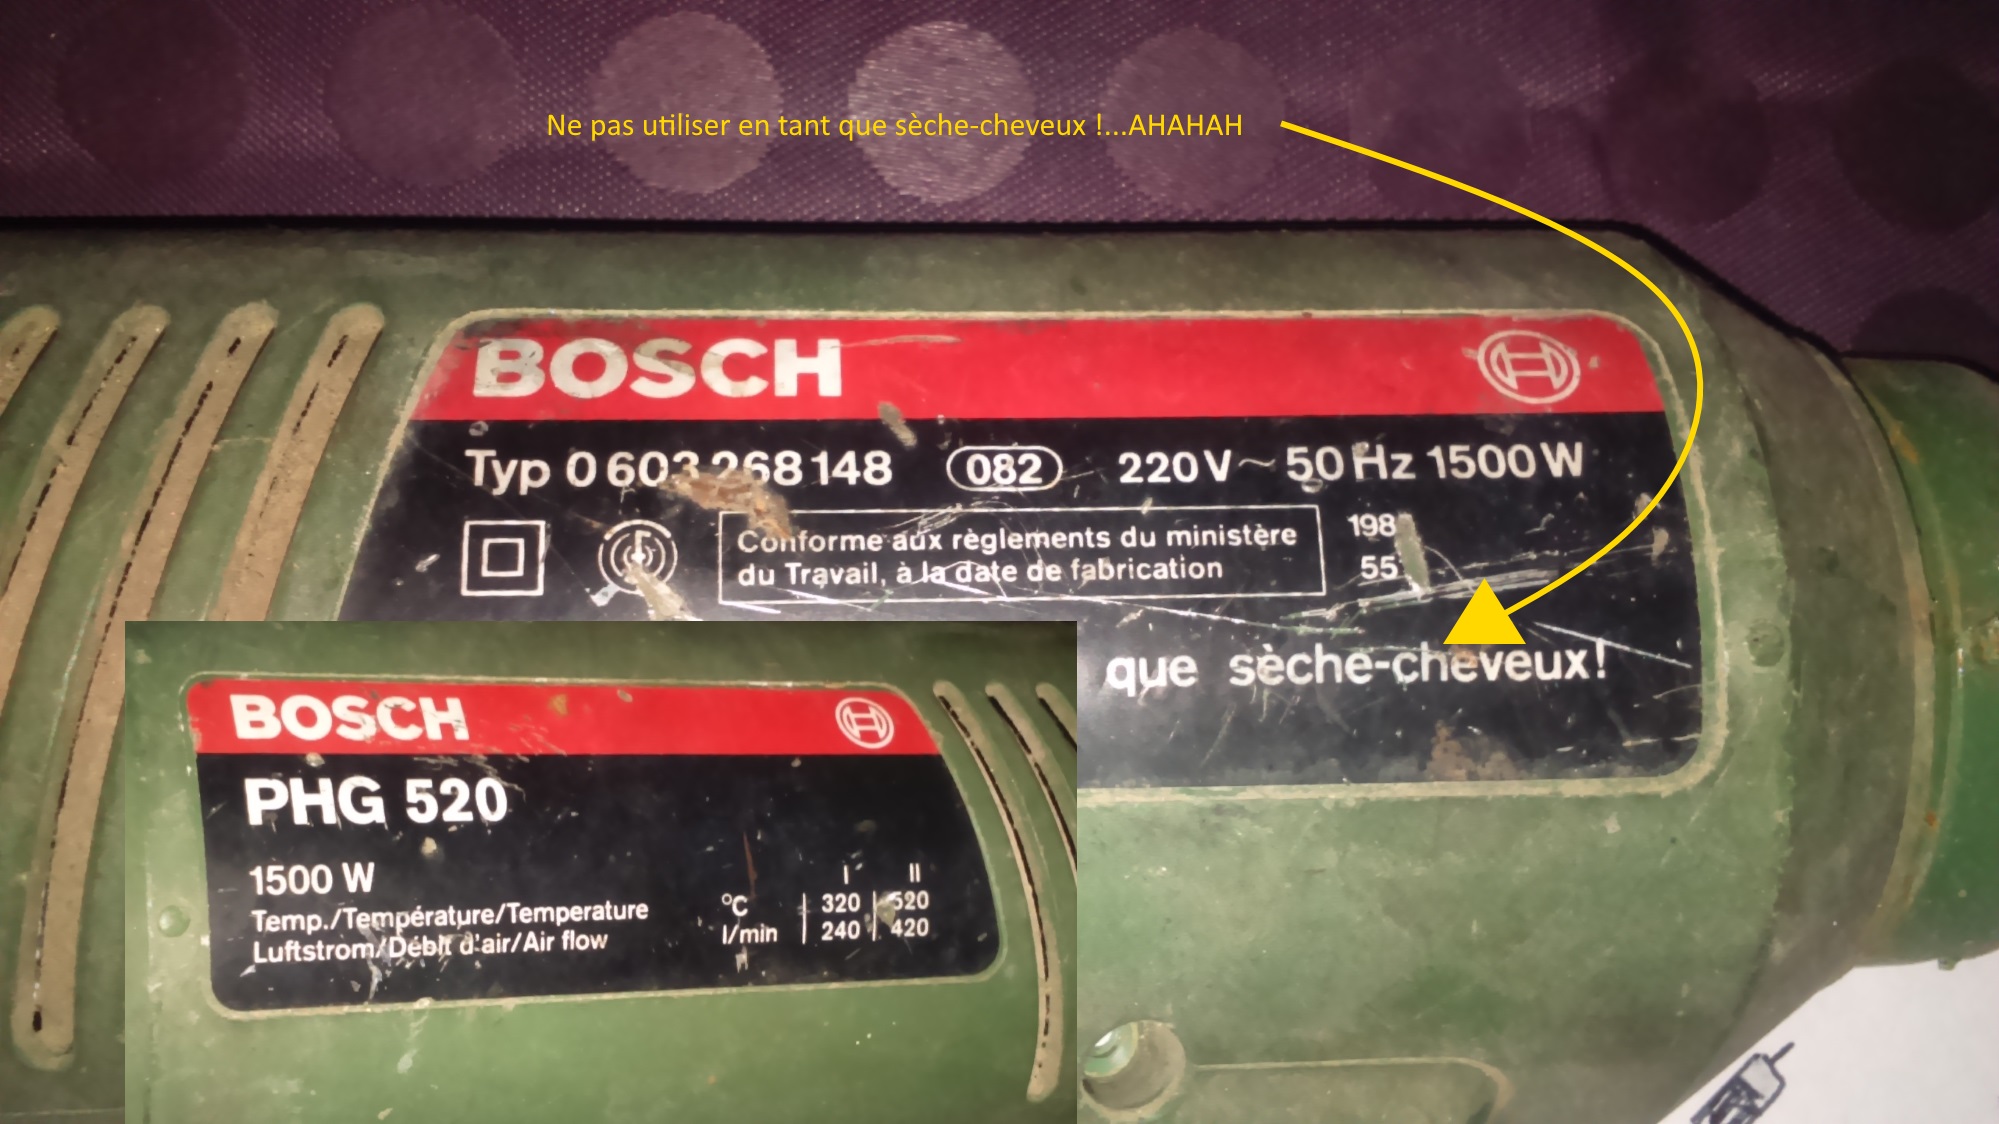 Ne pas utiliser en tant que sèche-cheveux !...AHAHAH
BOSCH
Typ 0 603 268 148 082 220 V ~ 50 Hz 1500 W
Conforme aux règlements du ministère
du Travail, à la date de fabrication
198
55
que sèche-cheveux!
BOSCH
PHG 520
1500 W
I II
Temp./Température/Temperature °C 320 520
Luftstrom/Débit d'air/Air flow l/min 240 420